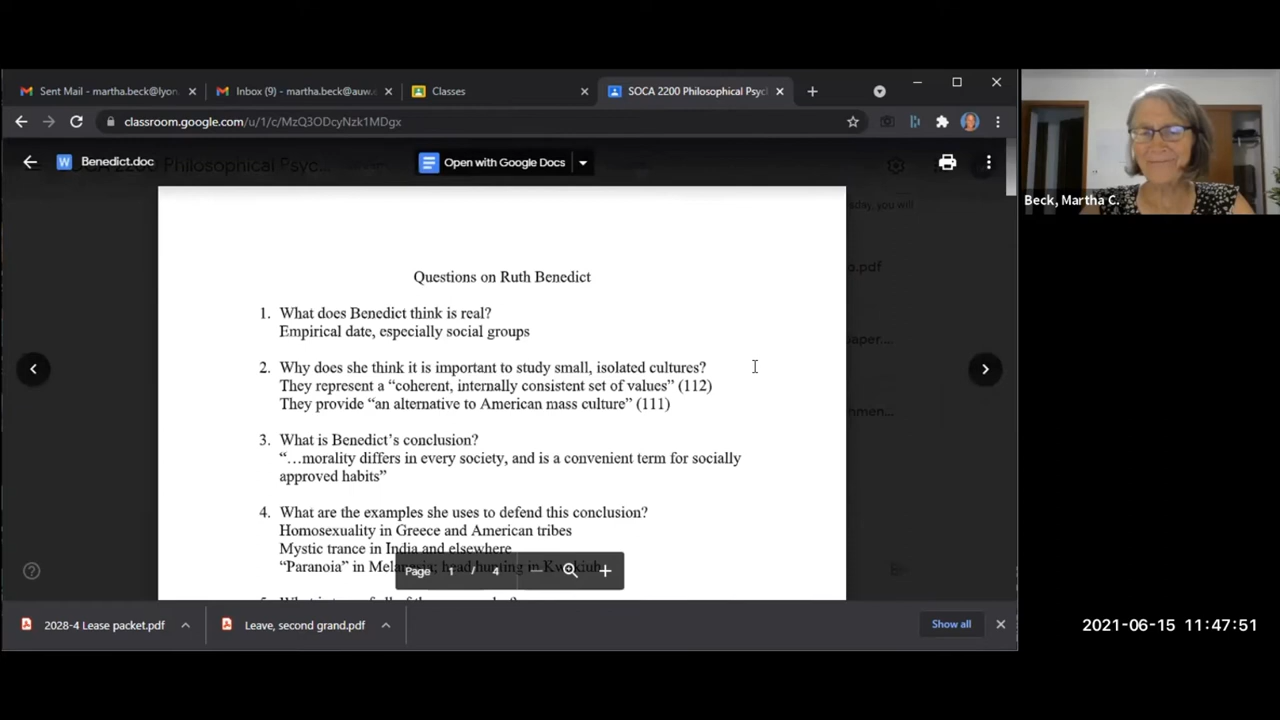 Sent Mail - martha.beck@lyon.
Inbox (9) - martha.beck@auw.
Classes
SOCA 2200 Philosophical Psyc
classroom.google.com/u/1/c/MzQ3ODcyNzk1MDgx
Benedict.doc
Open with Google Docs
Beck, Martha C.
Questions on Ruth Benedict
1. What does Benedict think is real?
Empirical date, especially social groups
2. Why does she think it is important to study small, isolated cultures?
They represent a “coherent, internally consistent set of values” (112)
They provide “an alternative to American mass culture” (111)
3. What is Benedict’s conclusion?
“…morality differs in every society, and is a convenient term for socially
approved habits”
4. What are the examples she uses to defend this conclusion?
Homosexuality in Greece and American tribes
Mystic trance in India and elsewhere
“Paranoia” in Melanesia; head hunting in Kwakiub
Page 1 / 4
2028-4 Lease packet.pdf
Leave, second grand.pdf
Show all
2021-06-15 11:47:51